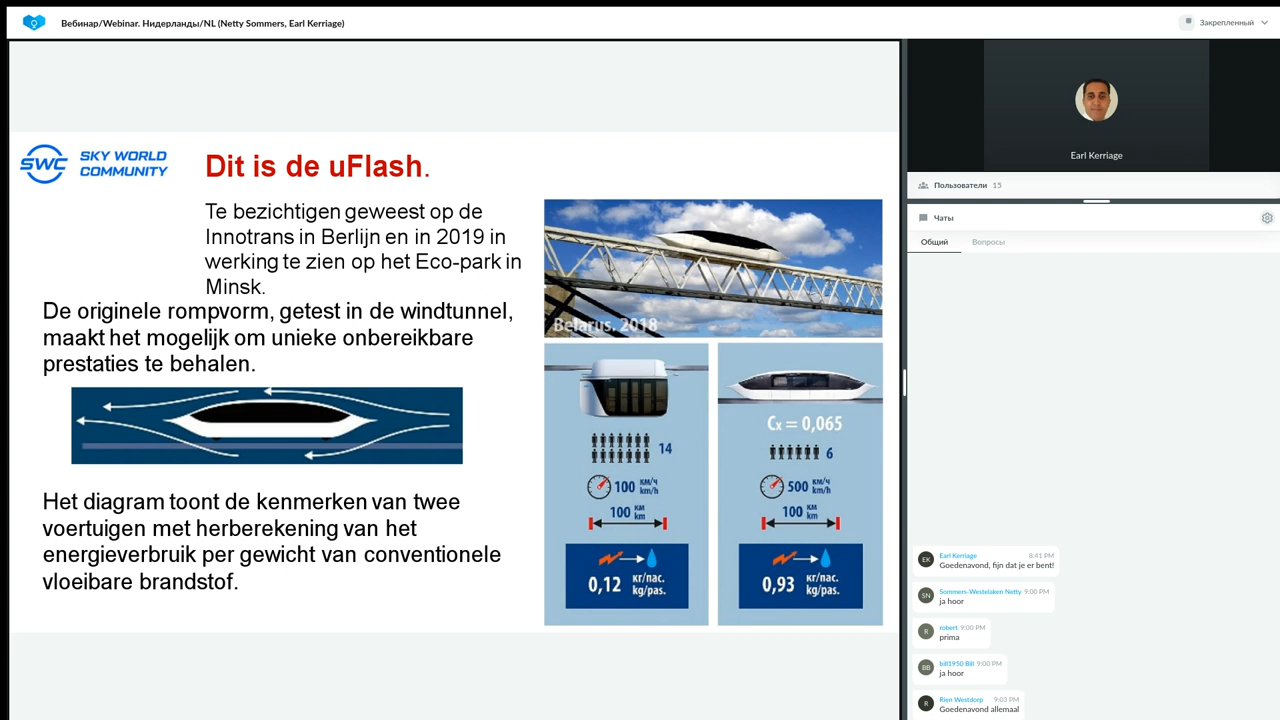 Вебинар/Webinar. Нидерланды/NL (Netty Sommers, Earl Kerriage)
Закрепленный
SWC
SKY WORLD
COMMUNITY
Dit is de uFlash.
Te bezichtigen geweest op de
Innotrans in Berlijn en in 2019 in
werking te zien op het Eco-park in
Minsk.
De originele rompvorm, getest in de windtunnel,
maakt het mogelijk om unieke onbereikbare
prestaties te behalen.
Het diagram toont de kenmerken van twee
voertuigen met herberekening van het
energieverbruik per gewicht van conventionele
vloeibare brandstof.
Belarus, 2018
14
100 км/ч
km/h
100 км
km
0,12 кг/пас.
kg/pas.
Cx = 0,065
6
500 км/ч
km/h
100 км
km
0,93 кг/пас.
kg/pas.
Earl Kerriage
Пользователи 15
Чаты
Общий Вопросы
EK
Earl Kerriage 8:41 PM
Goedenavond, fijn dat je er bent!
SN
Sommers-Westelaken Netty 9:00 PM
ja hoor
R
robert 9:00 PM
prima
BB
bill1950 Bill 9:00 PM
ja hoor
R
Rien Westdorp 9:03 PM
Goedenavond allemaal